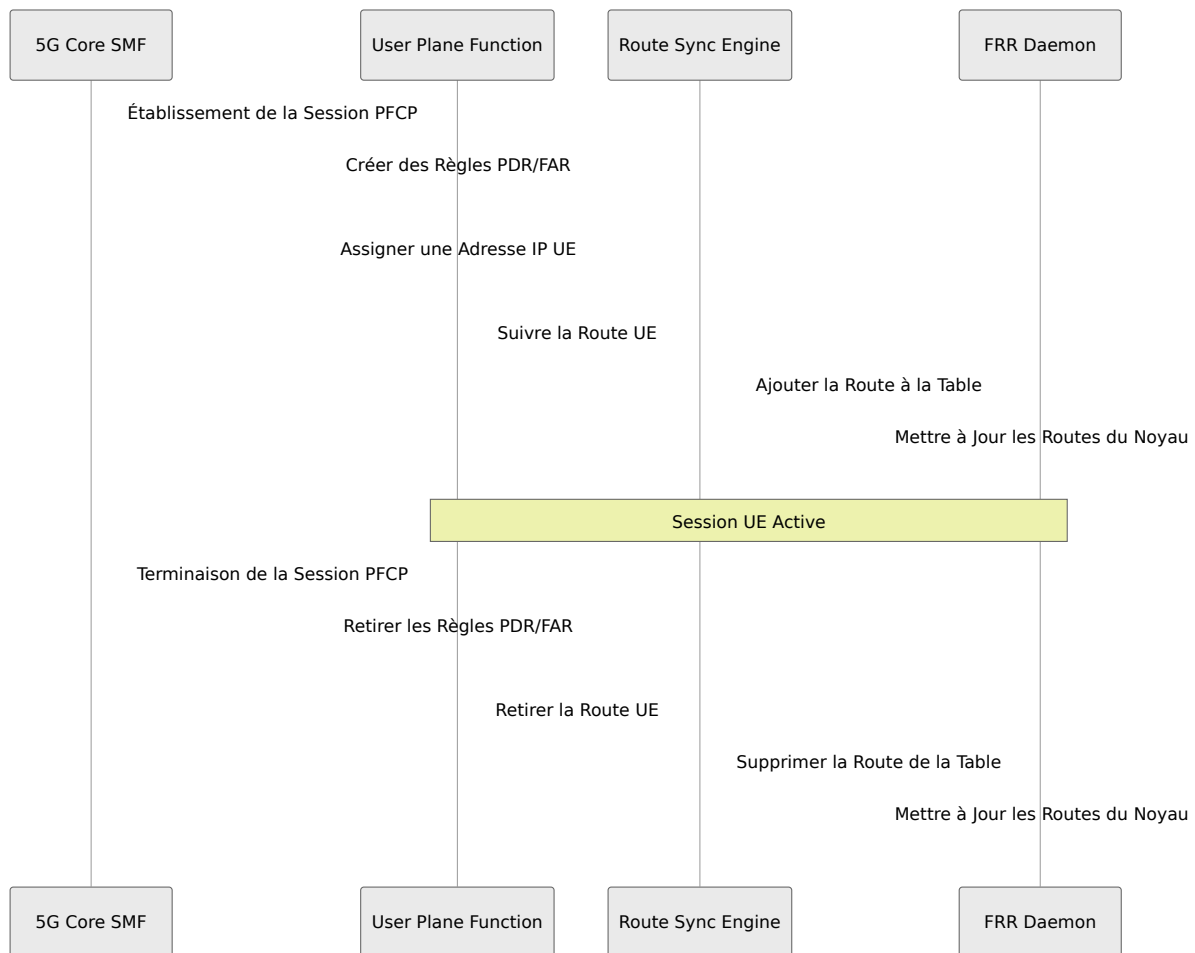 5G Core SMF
User Plane Function
Route Sync Engine
FRR Daemon
Établissement de la Session PFCP
Créer des Règles PDR/FAR
Assigner une Adresse IP UE
Suivre la Route UE
Ajouter la Route à la Table
Mettre à Jour les Routes du Noyau
Session UE Active
Terminaison de la Session PFCP
Retirer les Règles PDR/FAR
Retirer la Route UE
Supprimer la Route de la Table
Mettre à Jour les Routes du Noyau
5G Core SMF
User Plane Function
Route Sync Engine
FRR Daemon